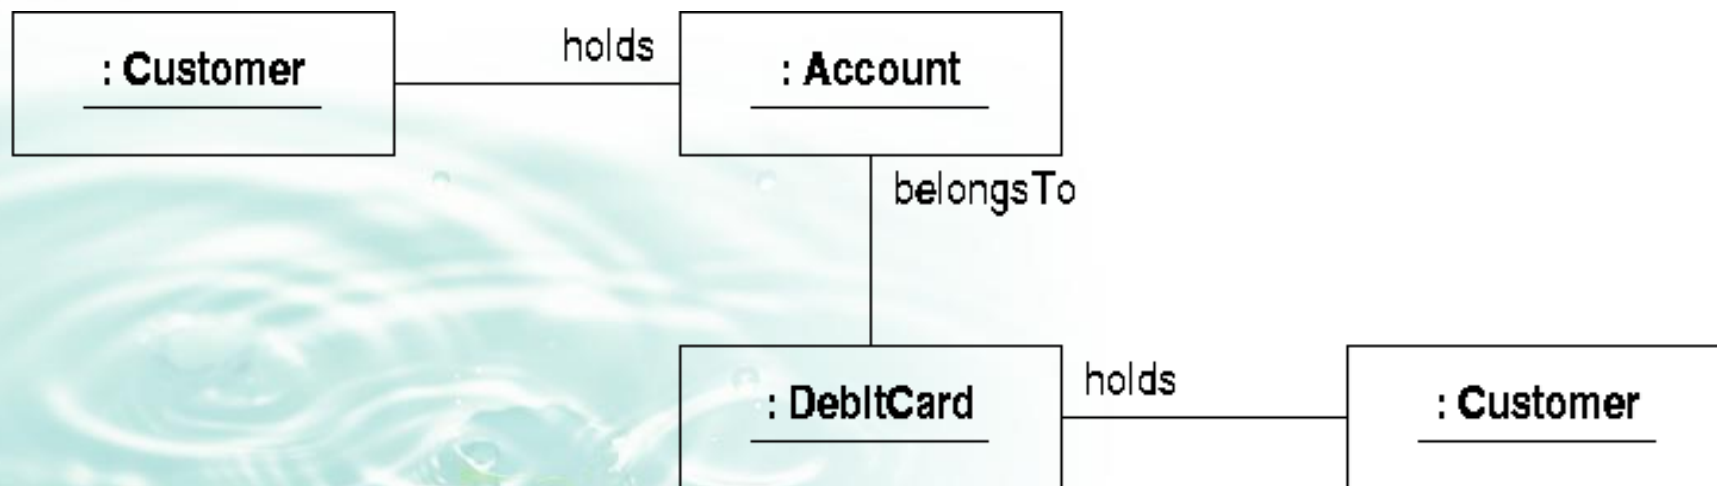 : Customer
holds
: Account
belongsTo
: DebItCard
holds
: Customer